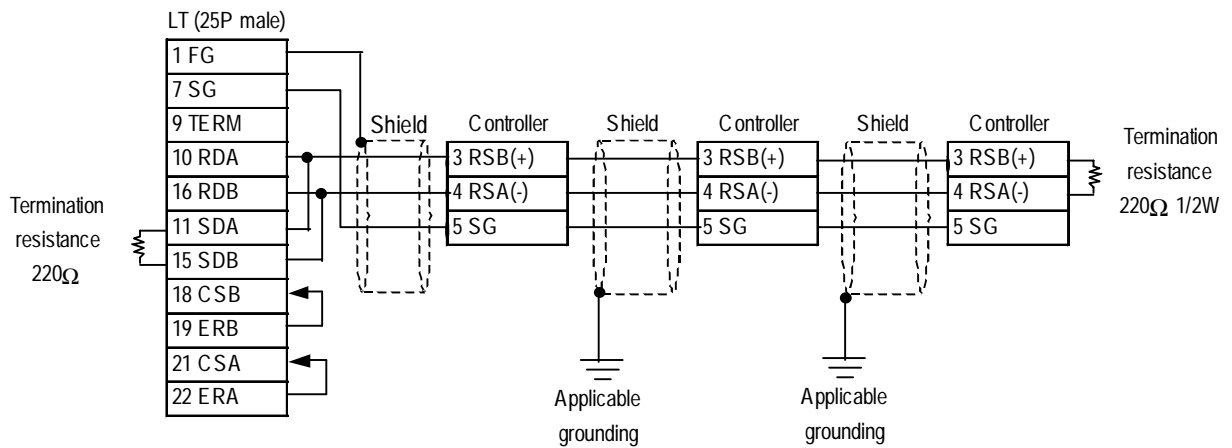 LT (25P male)
1 FG
7 SG
9 TERM
10 RDA
16 RDB
11 SDA
15 SDB
18 CSB
19 ERB
21 CSA
22 ERA
Termination
resistance
220Ω
Shield
Controller
3 RSB(+)
4 RSA(-)
5 SG
Shield
Applicable
grounding
Controller
3 RSB(+)
4 RSA(-)
5 SG
Shield
Applicable
grounding
Controller
3 RSB(+)
4 RSA(-)
5 SG
Termination
resistance
220Ω 1/2W